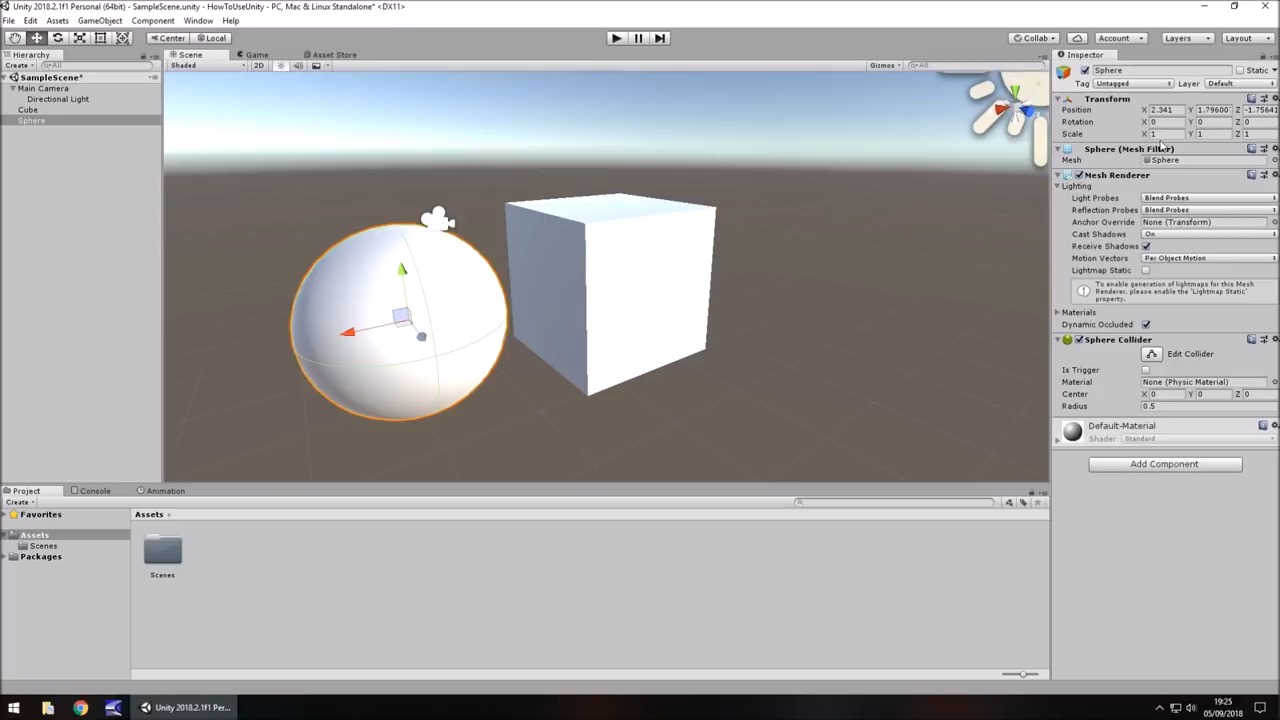 Unity 2018.2.1f1 Personal (64bit) - SampleScene.unity - HowToUseUnity - PC, Mac & Linux Standalone* <DX11>
File Edit Assets GameObject Component Window Help
Center Local Collab Account Layers Layout
Hierarchy Scene Game Asset Store Inspector
Create All Shaded 2D Gizmos All
SampleScene*
Main Camera
Directional Light
Cube
Sphere
Sphere Static
Tag Untagged Layer Default
Transform
Position X 2.341 Y 1.796007 Z -1.75641
Rotation X 0 Y 0 Z 0
Scale X 1 Y 1 Z 1
Sphere (Mesh Filter)
Mesh Sphere
Mesh Renderer
Lighting
Light Probes Blend Probes
Reflection Probes Blend Probes
Anchor Override None (Transform)
Cast Shadows On
Receive Shadows
Motion Vectors Per Object Motion
Lightmap Static
To enable generation of lightmaps for this Mesh
Renderer, please enable the 'Lightmap Static'
property.
Materials
Dynamic Occluded
Sphere Collider
Edit Collider
Is Trigger
Material None (Physic Material)
Center X 0 Y 0 Z 0
Radius 0.5
Default-Material
Shader Standard
Add Component
Project Console Animation
Create
Favorites
Assets
Scenes
Packages
Assets
Scenes
Unity 2018.2.1f1 Per...
19:25
05/09/2018